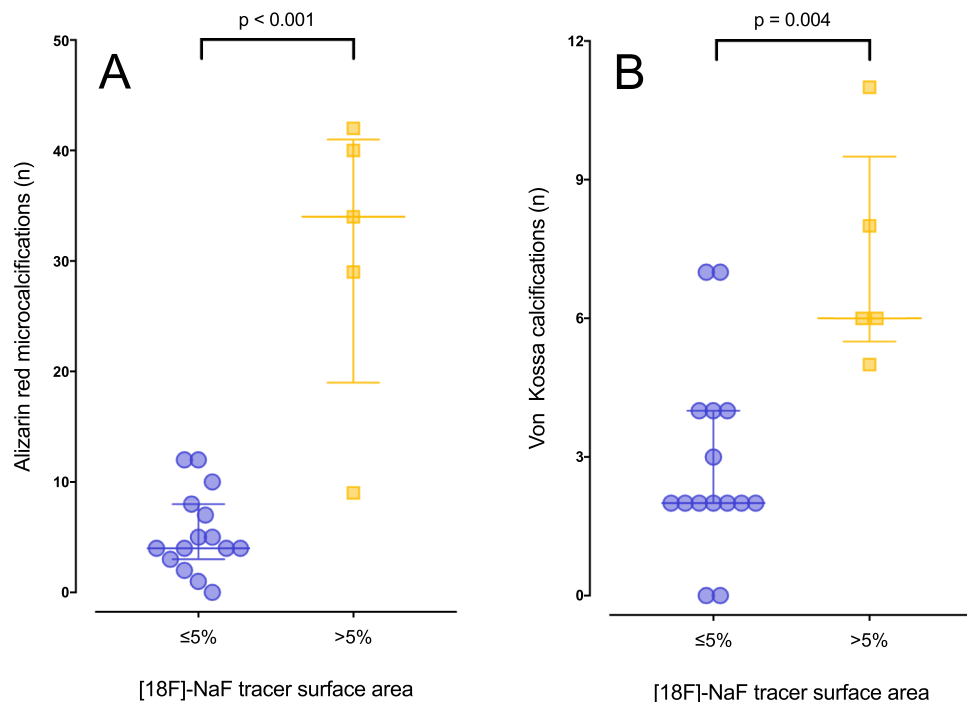 p < 0.001
A
Alizarin red microcalcifications (n)
50
40
30
20
10
0
≤5%
>5%
[18F]-NaF tracer surface area
p = 0.004
B
Von Kossa calcifications (n)
12
9
6
3
0
≤5%
>5%
[18F]-NaF tracer surface area